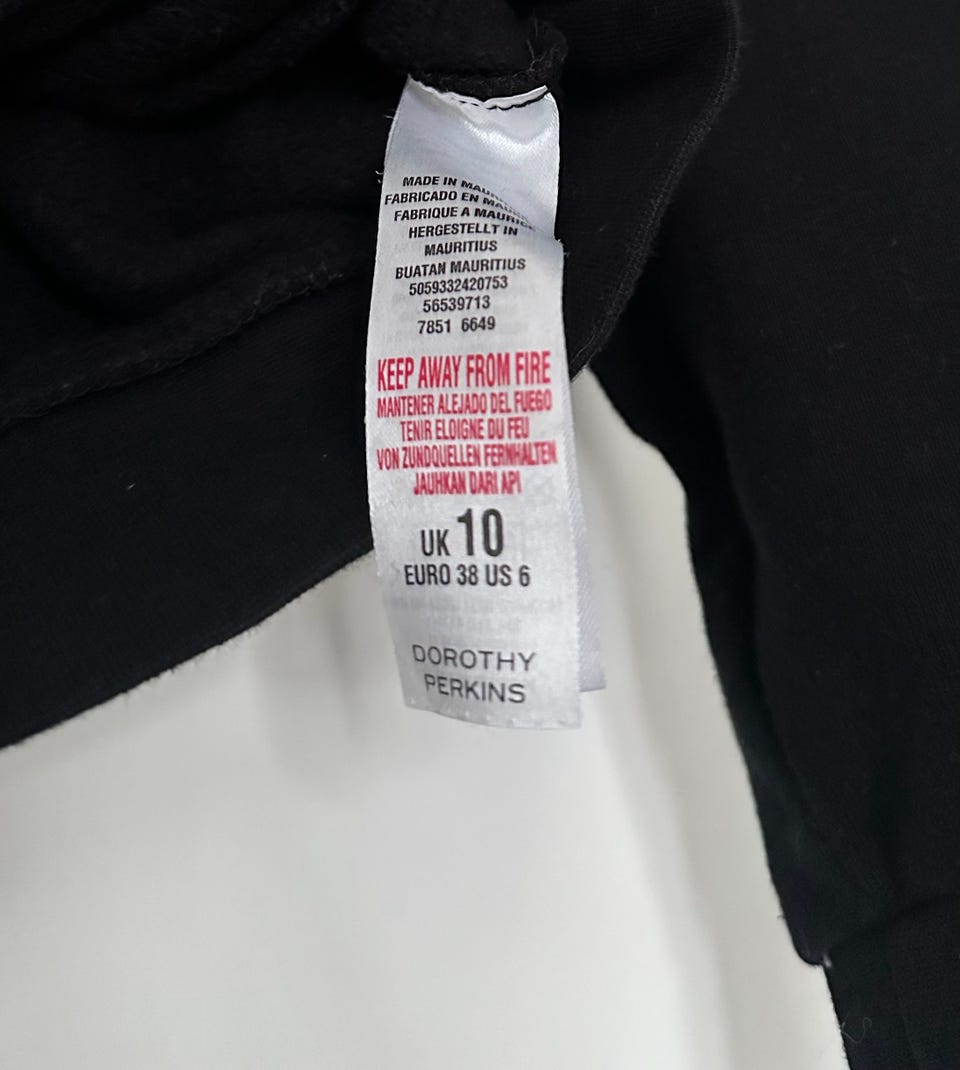 MADE IN
FABRICADO EN
FABRIQUE A MAURICE
HERGESTELLT IN
MAURITIUS
BUATAN MAURITIUS
5059332420753
56539713
7851 6649
KEEP AWAY FROM FIRE
MANTENER ALEJADO DEL FUEGO
TENIR ELOIGNE DU FEU
VON ZUNDQUELLEN FERNHALTEN
JAUHKAN DARI API
UK 10
EURO 38 US 6
DOROTHY
PERKINS